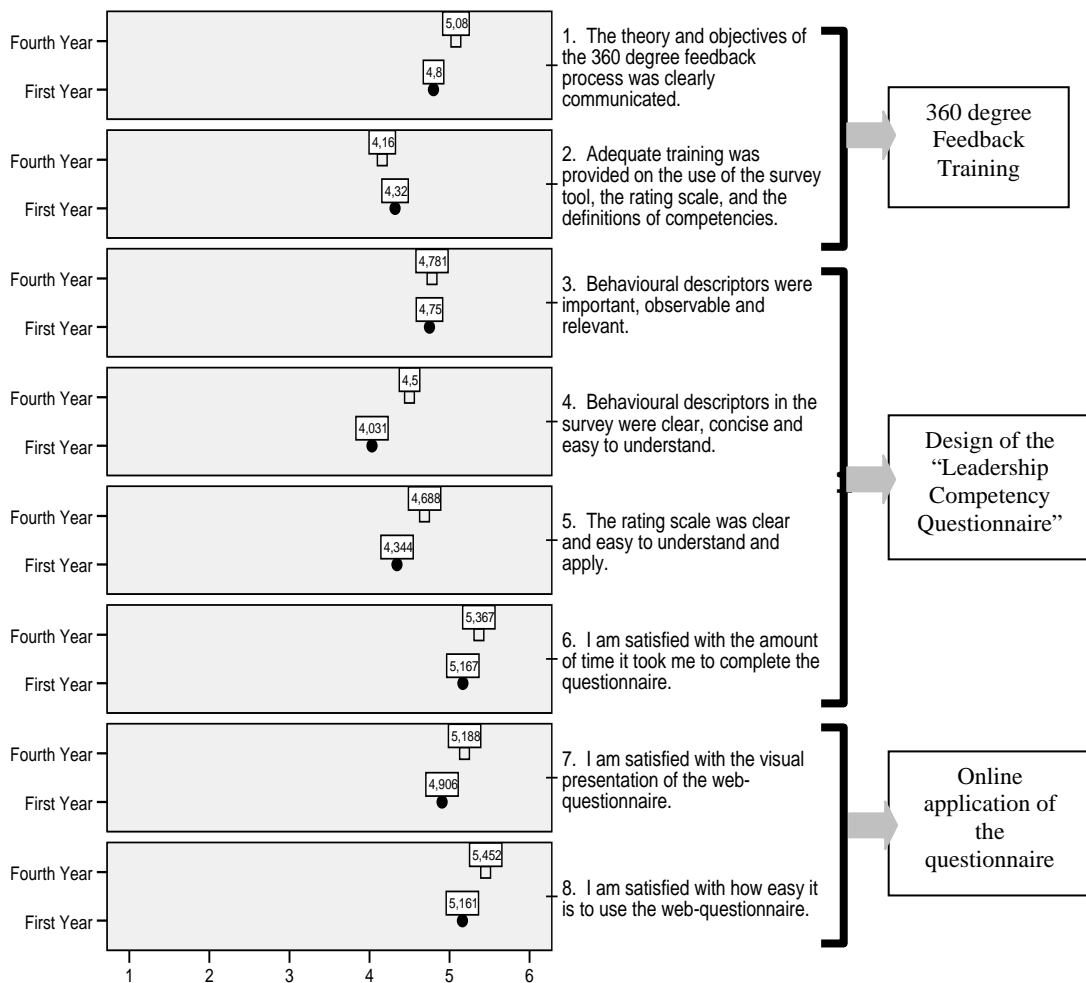 5,08
Fourth Year
4,8
First Year
1. The theory and objectives of
the 360 degree feedback
process was clearly
communicated.
4,16
Fourth Year
4,32
First Year
2. Adequate training was
provided on the use of the survey
tool, the rating scale, and the
definitions of competencies.
360 degree
Feedback
Training
4,781
Fourth Year
4,75
First Year
3. Behavioural descriptors were
important, observable and
relevant.
4,5
Fourth Year
4,031
First Year
4. Behavioural descriptors in the
survey were clear, concise and
easy to understand.
4,688
Fourth Year
4,344
First Year
5. The rating scale was clear
and easy to understand and
apply.
5,367
Fourth Year
5,167
First Year
6. I am satisfied with the amount
of time it took me to complete the
questionnaire.
Design of the
“Leadership
Competency
Questionnaire”
5,188
Fourth Year
4,906
First Year
7. I am satisfied with the visual
presentation of the web-
questionnaire.
5,452
Fourth Year
5,161
First Year
8. I am satisfied with how easy it
is to use the web-questionnaire.
Online
application of
the
questionnaire
1 2 3 4 5 6